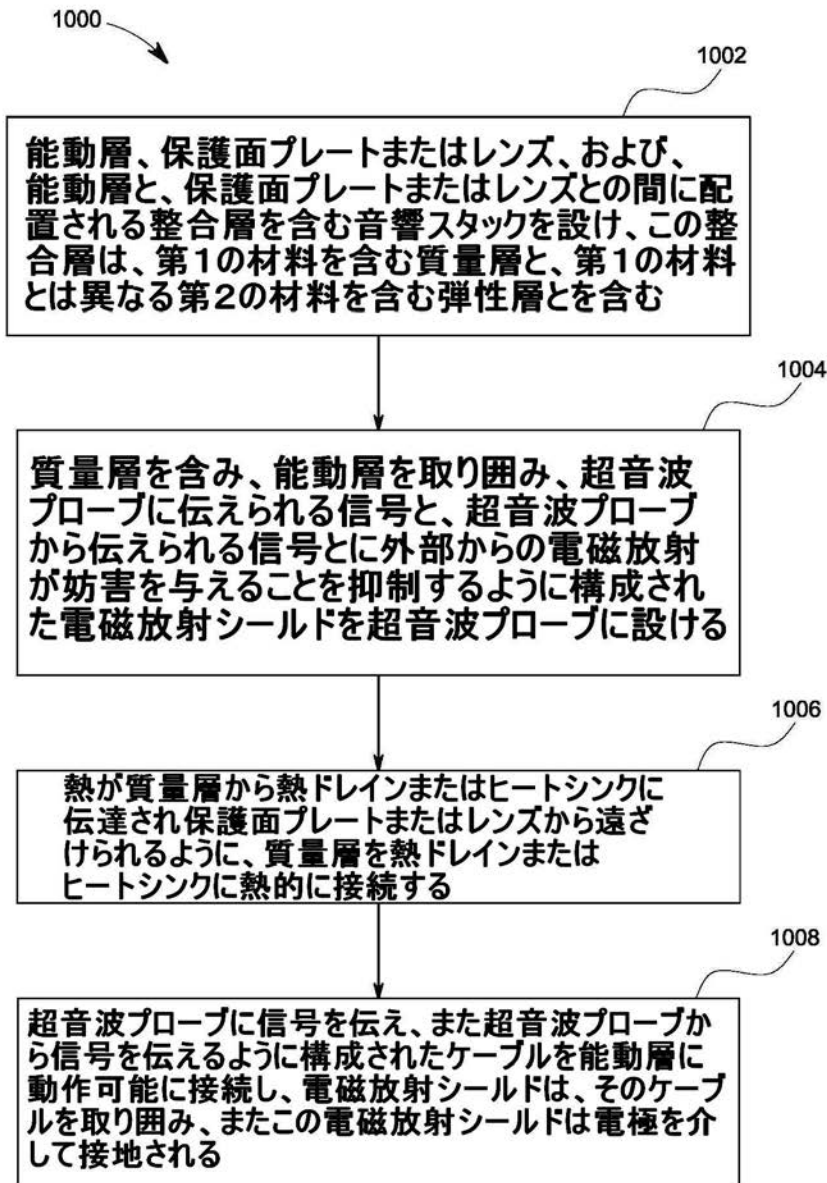 1000
1002
能動層、保護面プレートまたはレンズ、および、
能動層と、保護面プレートまたはレンズとの間に配
置される整合層を含む音響スタックを設け、この整
合層は、第1の材料を含む質量層と、第1の材料
とは異なる第2の材料を含む弾性層とを含む
1004
質量層を含み、能動層を取り囲み、超音波
プローブに伝えられる信号と、超音波プローブ
から伝えられる信号とに外部からの電磁放射
が妨害を与えることを抑制するように構成され
た電磁放射シールドを超音波プローブに設ける
1006
熱が質量層から熱ドレインまたはヒートシンクに
伝達され保護面プレートまたはレンズから遠ざ
けられるように、質量層を熱ドレインまたは
ヒートシンクに熱的に接続する
1008
超音波プローブに信号を伝え、また超音波プローブか
ら信号を伝えるように構成されたケーブルを能動層に
動作可能に接続し、電磁放射シールドは、そのケーブ
ルを取り囲み、またこの電磁放射シールドは電極を介
して接地される